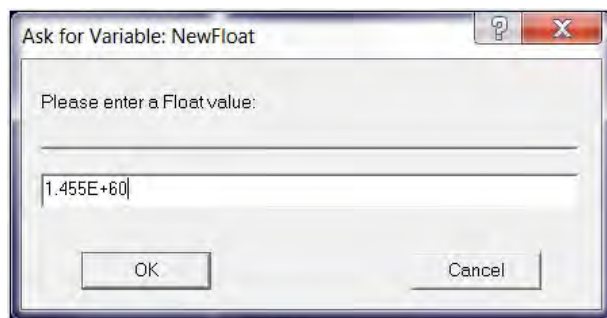 Ask for Variable: NewFloat
Please enter a Float value:
1.455E+60
OK Cancel